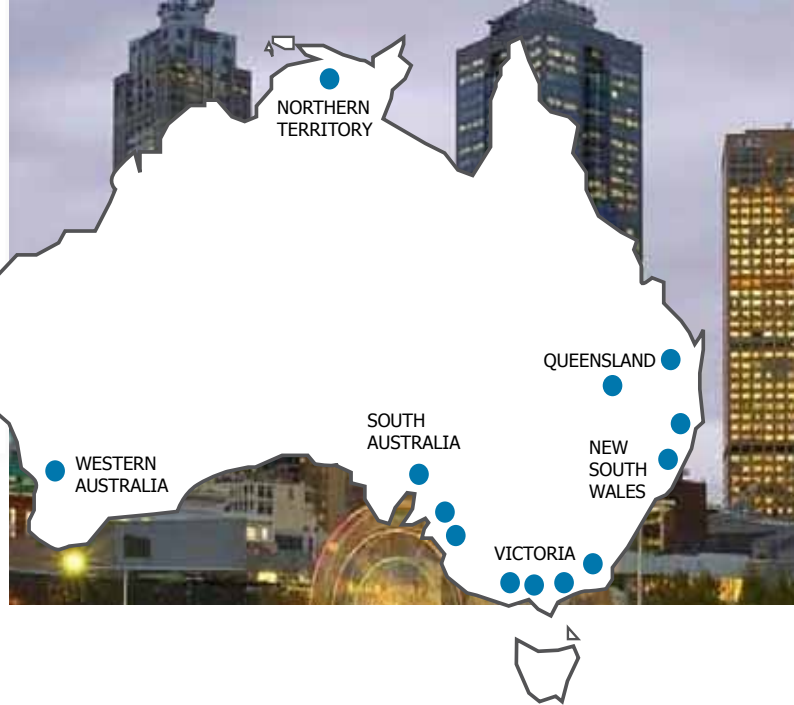 NORTHERN
TERRITORY
QUEENSLAND
SOUTH
AUSTRALIA
NEW
SOUTH
WALES
WESTERN
AUSTRALIA
VICTORIA